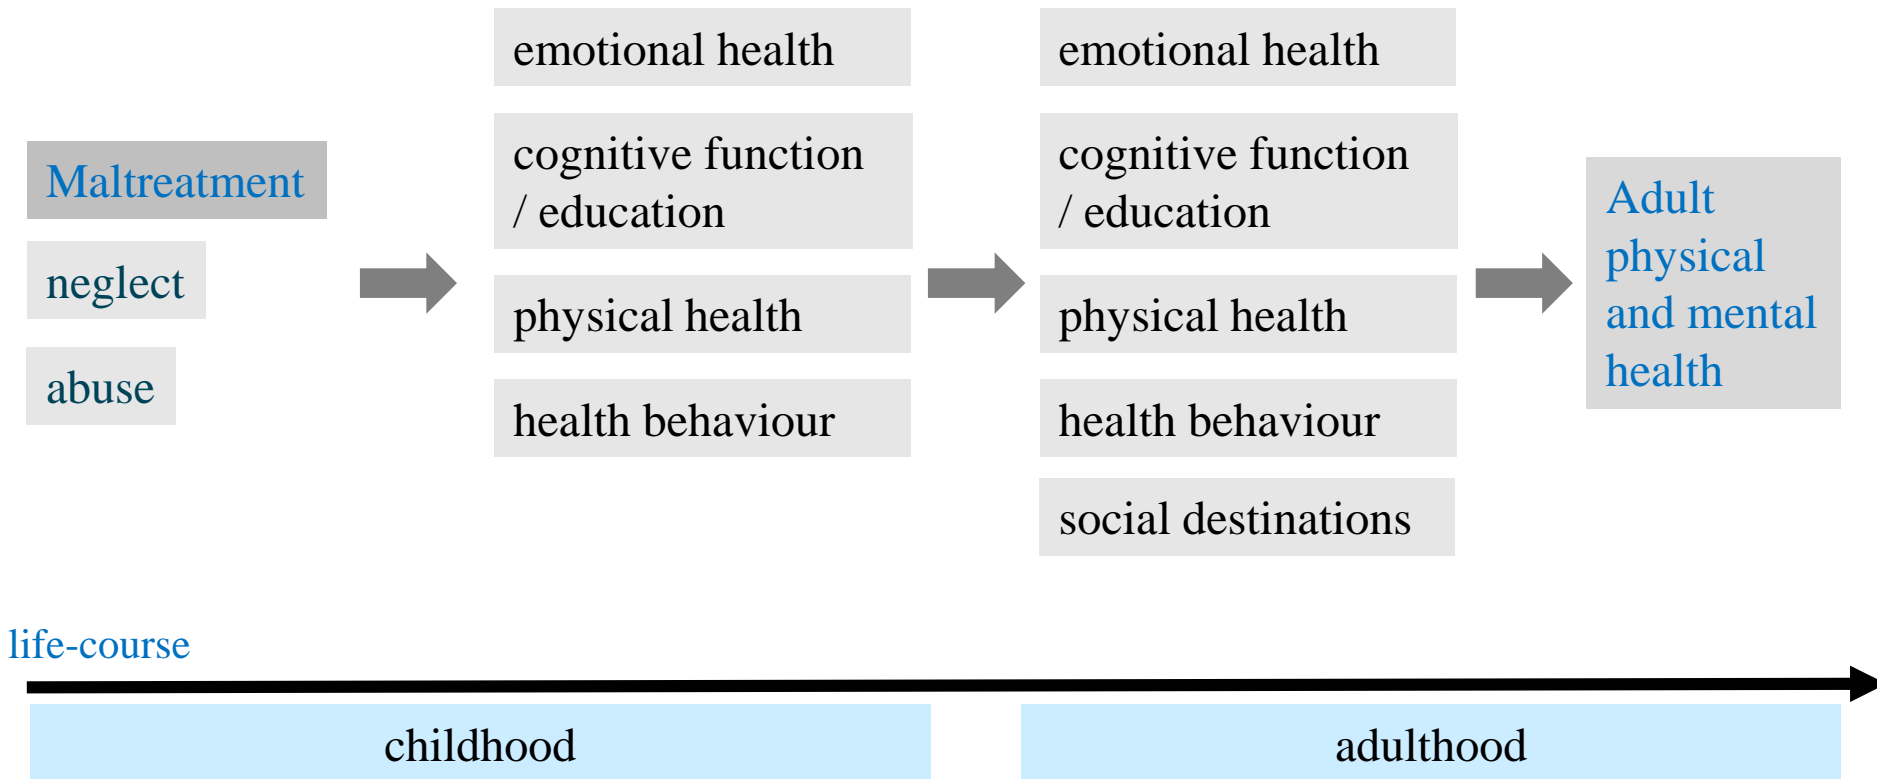 Maltreatment
neglect
abuse
emotional health
cognitive function
/ education
physical health
health behaviour
emotional health
cognitive function
/ education
physical health
health behaviour
social destinations
Adult
physical
and mental
health
life-course
childhood
adulthood